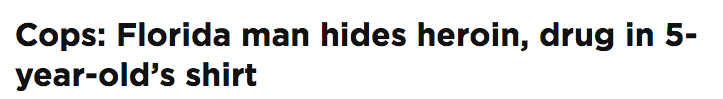 Cops: Florida man hides heroin, drug in 5-
year-old’s shirt